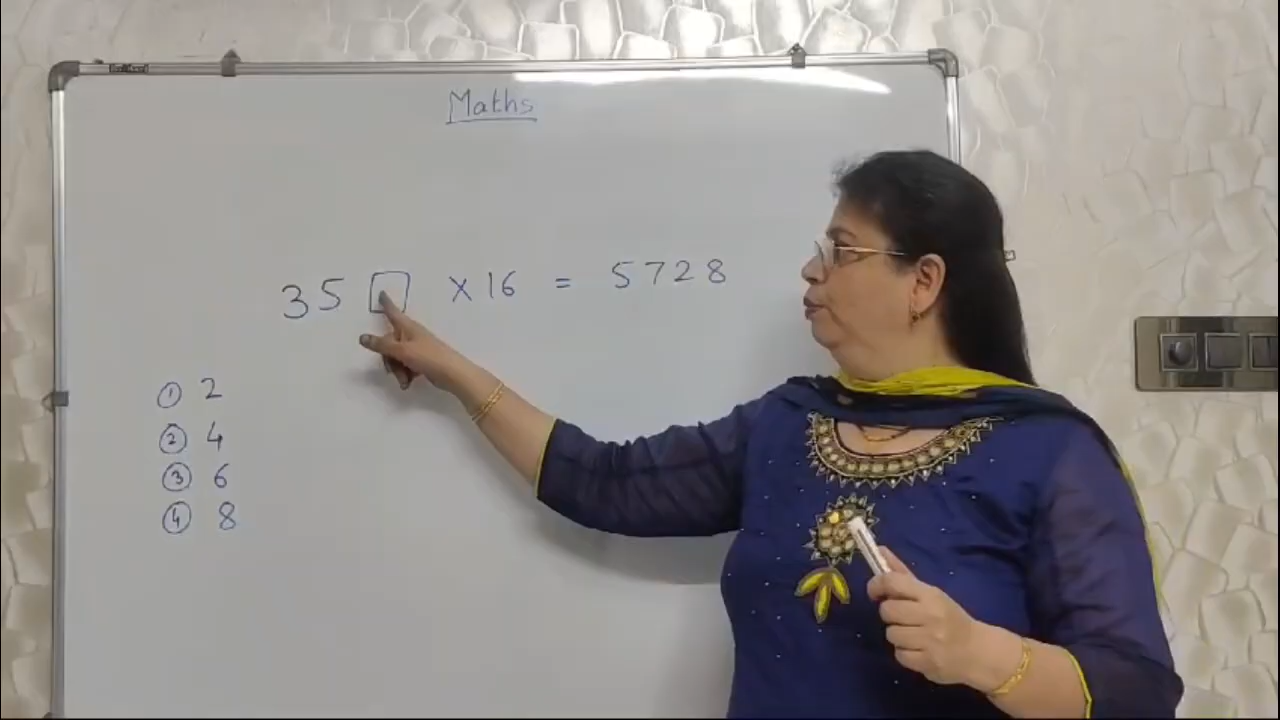 Maths
35 □ × 16 = 5728
① 2
② 4
③ 6
④ 8